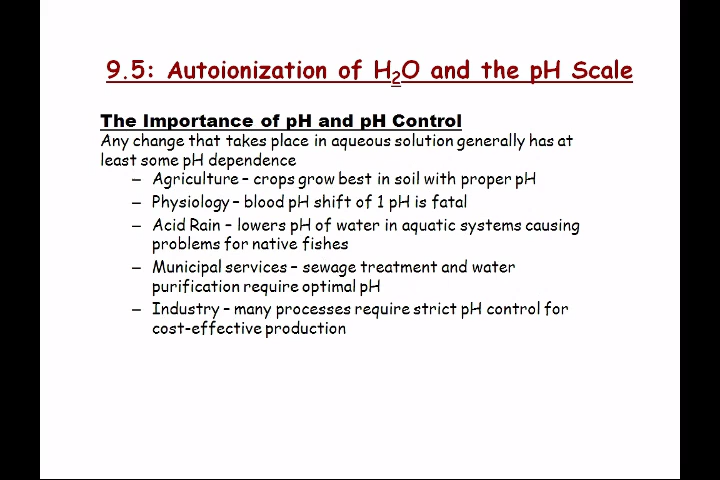 9.5: Autoionization of H2O and the pH Scale
The Importance of pH and pH Control
Any change that takes place in aqueous solution generally has at
least some pH dependence
– Agriculture – crops grow best in soil with proper pH
– Physiology – blood pH shift of 1 pH is fatal
– Acid Rain – lowers pH of water in aquatic systems causing
problems for native fishes
– Municipal services – sewage treatment and water
purification require optimal pH
– Industry – many processes require strict pH control for
cost-effective production